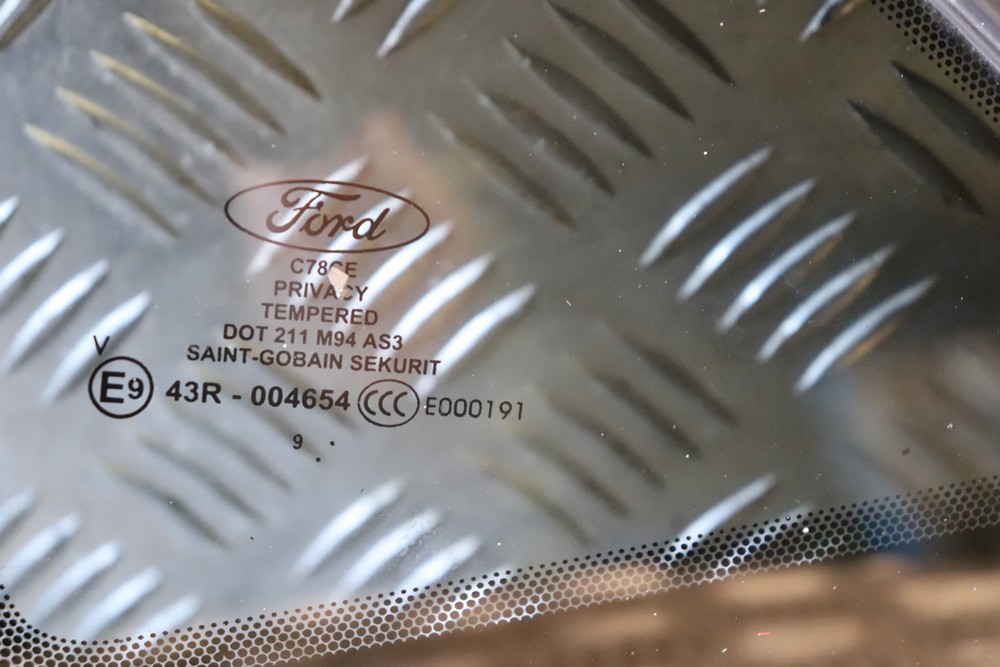 Ford
PRIVACY
TEMPERED
DOT 211 M94 AS3
SAINT-GOBAIN SEKURIT
V
E9 43R - 004654 CCC E000191
9 . .